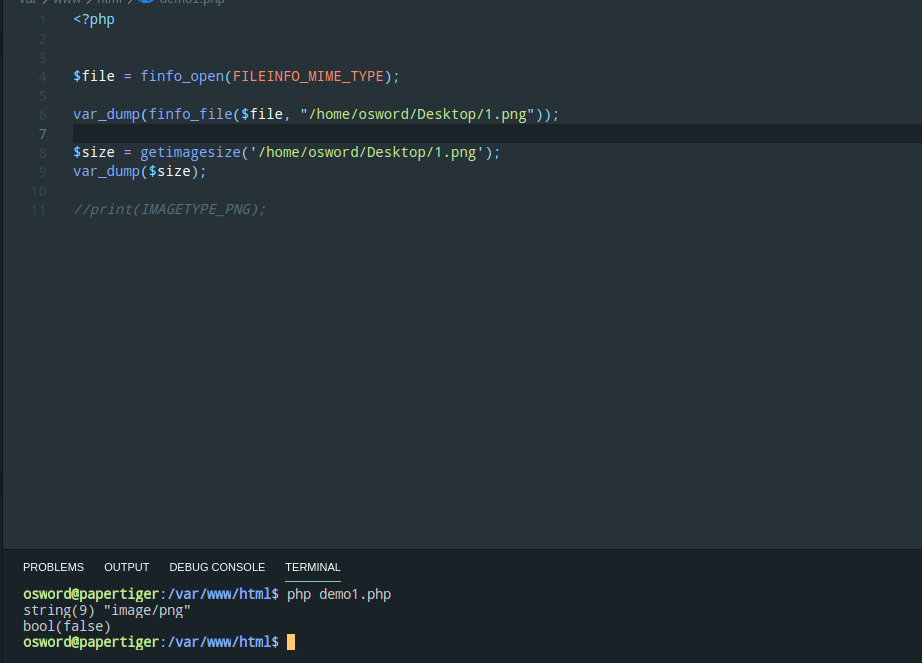 var > www > html > demo1.php
1 <?php
2
3
4 $file = finfo_open(FILEINFO_MIME_TYPE);
5
6 var_dump(finfo_file($file, "/home/osword/Desktop/1.png"));
7
8 $size = getimagesize('/home/osword/Desktop/1.png');
9 var_dump($size);
10
11 //print(IMAGETYPE_PNG);
PROBLEMS OUTPUT DEBUG CONSOLE TERMINAL
osword@papertiger:/var/www/html$ php demo1.php
string(9) "image/png"
bool(false)
osword@papertiger:/var/www/html$